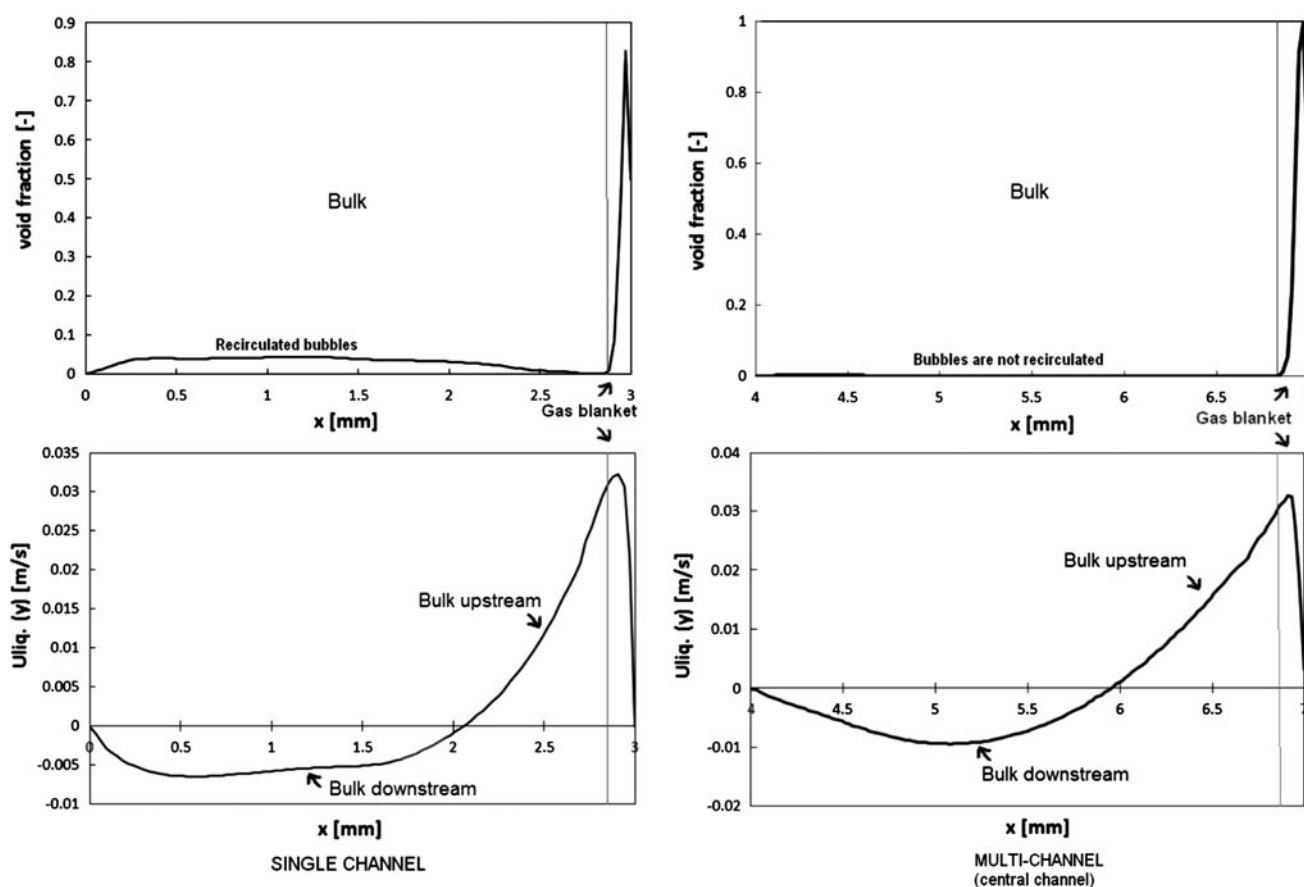 void fraction [-]
0.9
0.8
0.7
0.6
0.5
0.4
0.3
0.2
0.1
0
Bulk
Recirculated bubbles
0 0.5 1 1.5 2 2.5 3
x [mm]
void fraction [-]
1
0.8
0.6
0.4
0.2
0
Bulk
Bubbles are not recirculated
4 4.5 5 5.5 6 6.5 7
x [mm]
Gas blanket
Gas blanket
Uliq. (y) [m/s]
0.035
0.03
0.025
0.02
0.015
0.01
0.005
0
-0.005
-0.01
Bulk upstream
0 0.5 1 1.5 2 2.5 3
Bulk downstream
x [mm]
SINGLE CHANNEL
Uliq. (y) [m/s]
0.04
0.03
0.02
0.01
0
-0.01
-0.02
Bulk upstream
4 4.5 5 5.5 6 6.5 7
Bulk downstream
x [mm]
MULTI-CHANNEL
(central channel)